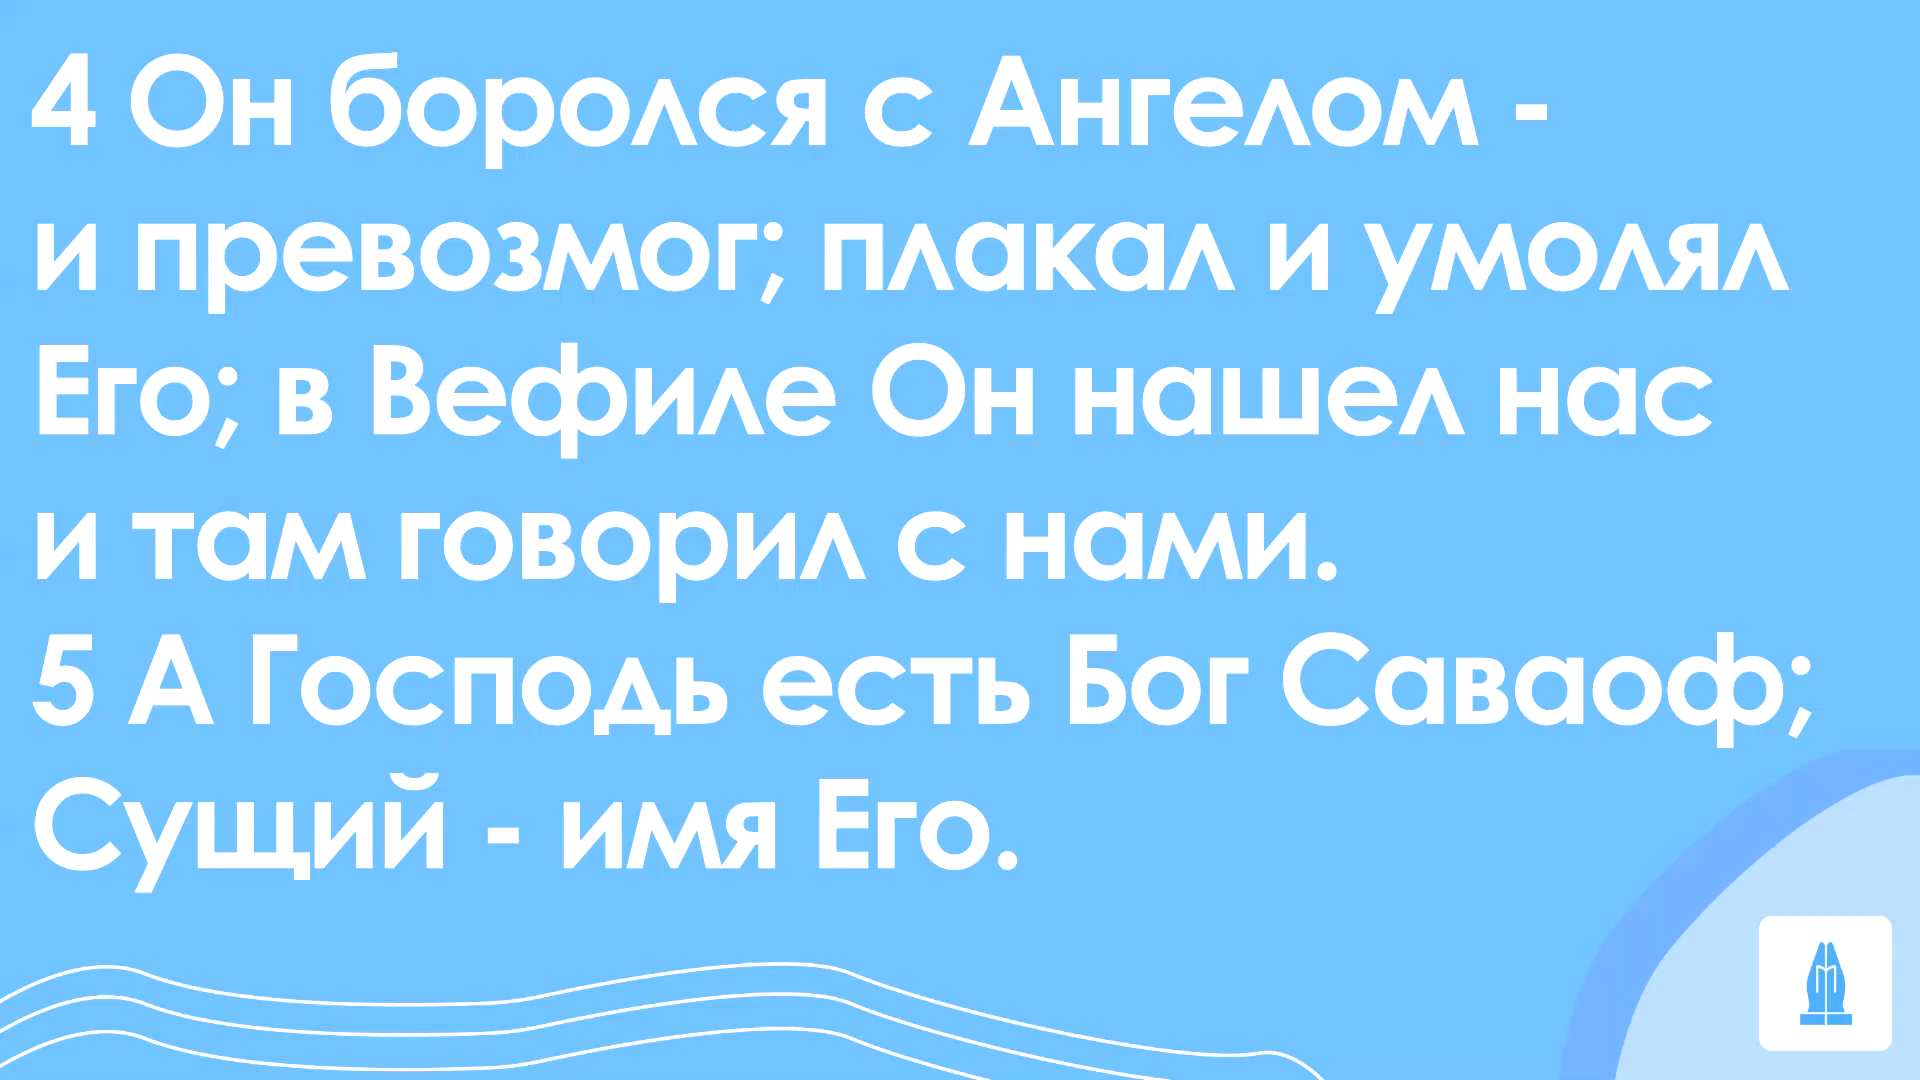 4 Он боролся с Ангелом -
и превозмог; плакал и умолял
Его; в Вефиле Он нашел нас
и там говорил с нами.
5 А Господь есть Бог Саваоф;
Сущий - имя Его.